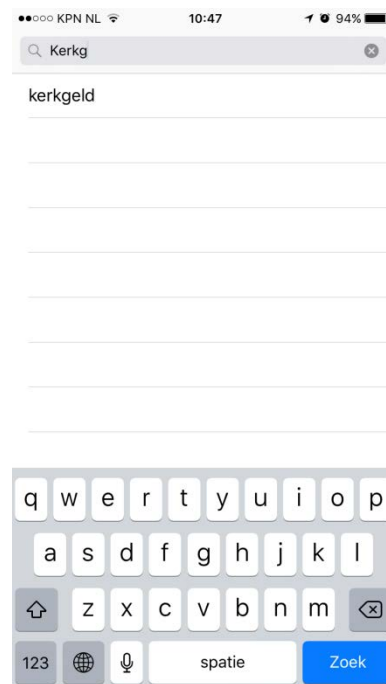 KPN NL 10:47 94%
Kerkg
kerkgeld
q w e r t y u i o p
a s d f g h j k l
z x c v b n m
123 spatie Zoek